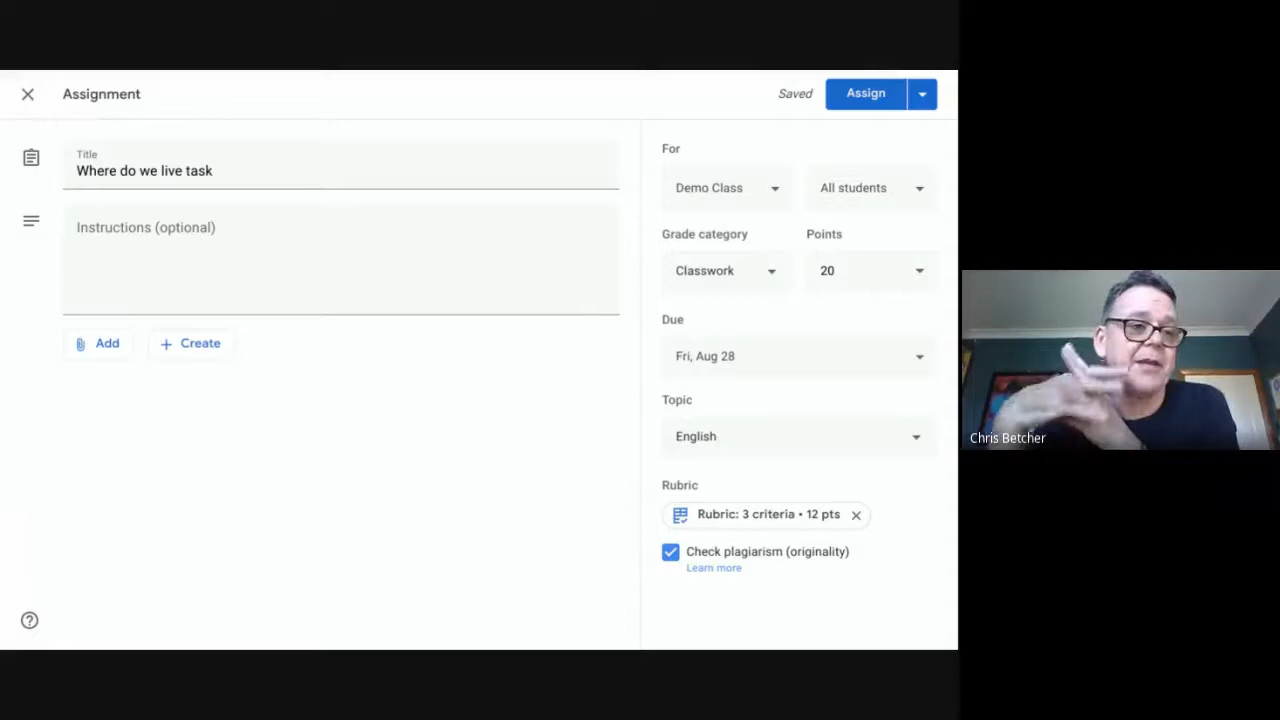 Assignment
Saved
Assign
Title
Where do we live task
Instructions (optional)
Add
Create
For
Demo Class
All students
Grade category
Points
Classwork
20
Due
Fri, Aug 28
Topic
English
Rubric
Rubric: 3 criteria • 12 pts
Check plagiarism (originality)
Learn more
Chris Betcher